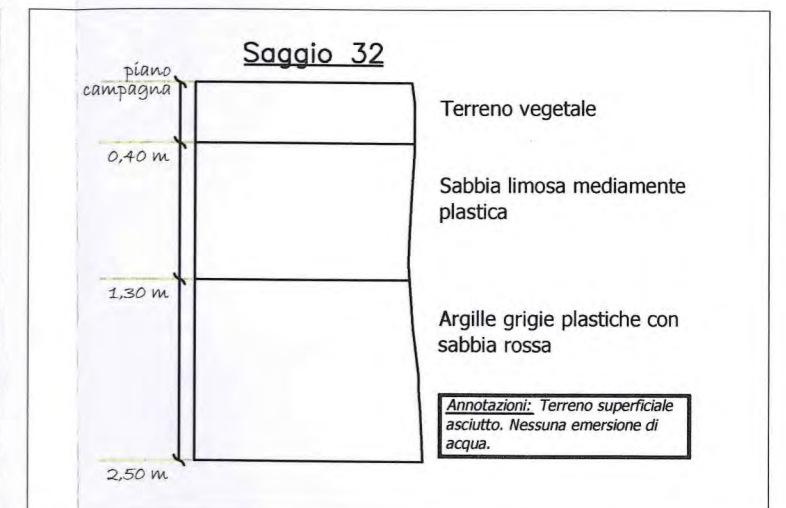 Saggio 32
piano
campagna
Terreno vegetale
0,40 m
Sabbia limosa mediamente
plastica
1,30 m
Argille grigie plastiche con
sabbia rossa
Annotazioni: Terreno superficiale
asciutto. Nessuna emersione di
acqua.
2,50 m